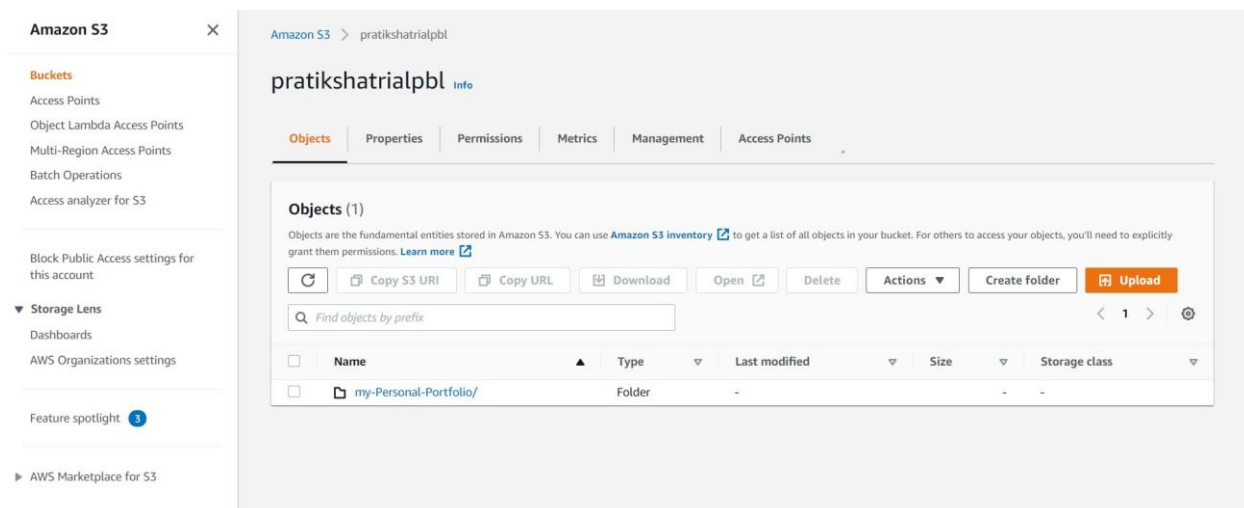 Amazon S3
Buckets
Access Points
Object Lambda Access Points
Multi-Region Access Points
Batch Operations
Access analyzer for S3
Block Public Access settings for
this account
Storage Lens
Dashboards
AWS Organizations settings
Feature spotlight 3
AWS Marketplace for S3
Amazon S3 > pratikshatrialpbl
pratikshatrialpbl Info
Objects Properties Permissions Metrics Management Access Points
Objects (1)
Objects are the fundamental entities stored in Amazon S3. You can use Amazon S3 inventory to get a list of all objects in your bucket. For others to access your objects, you'll need to explicitly
grant them permissions. Learn more
Copy S3 URI Copy URL Download Open Delete Actions Create folder Upload
Find objects by prefix < 1 >
Name Type Last modified Size Storage class
my-Personal-Portfolio/ Folder - - -